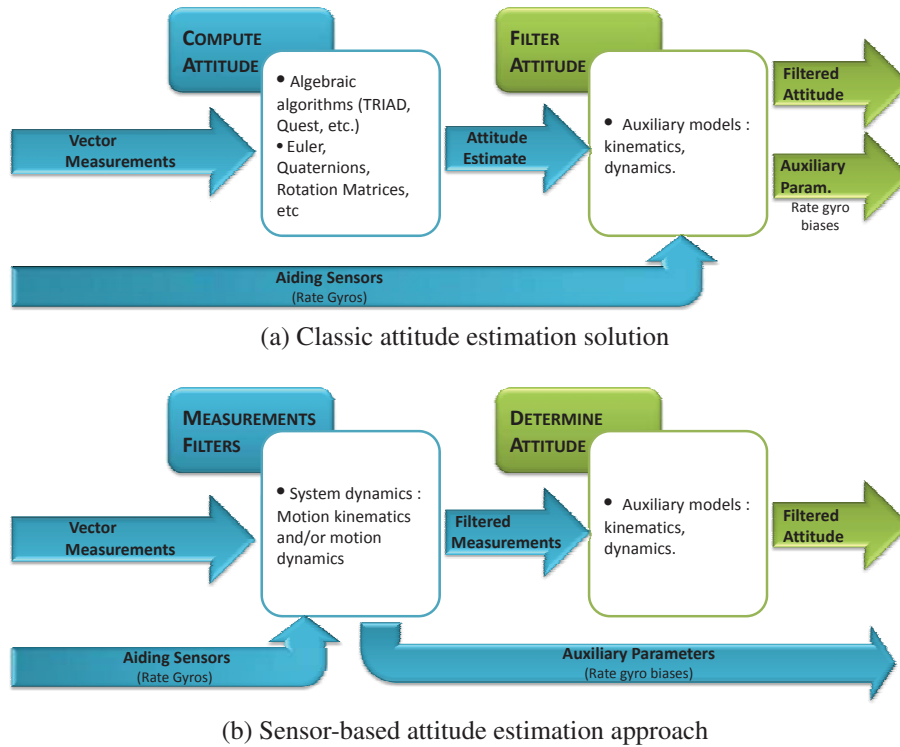 COMPUTE
ATTITUDE
• Algebraic
algorithms (TRIAD,
Quest, etc.)
• Euler,
Quaternions,
Rotation Matrices,
etc
Vector
Measurements
Attitude
Estimate
FILTER
ATTITUDE
• Auxiliary models :
kinematics,
dynamics.
Filtered
Attitude
Auxiliary
Param.
Rate gyro
biases
Aiding Sensors
(Rate Gyros)
(a) Classic attitude estimation solution
MEASUREMENTS
FILTERS
• System dynamics :
Motion kinematics
and/or motion
dynamics
Vector
Measurements
Filtered
Measurements
DETERMINE
ATTITUDE
• Auxiliary models :
kinematics,
dynamics.
Filtered
Attitude
Aiding Sensors
(Rate Gyros)
Auxiliary Parameters
(Rate gyro biases)
(b) Sensor-based attitude estimation approach